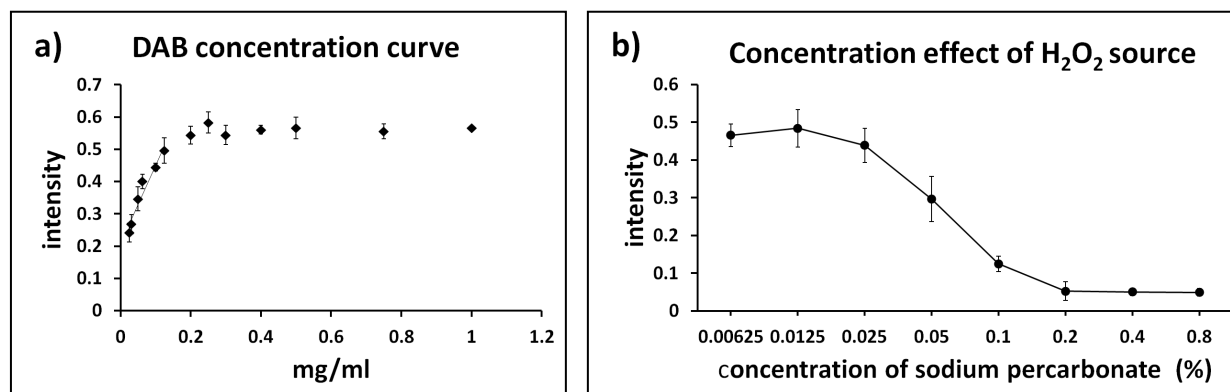 a)
DAB concentration curve
0.7
0.6
0.5
0.4
0.3
0.2
0.1
0
intensity
0 0.2 0.4 0.6 0.8 1 1.2
mg/ml
b)
Concentration effect of H₂O₂ source
0.6
0.5
0.4
0.3
0.2
0.1
0
intensity
0.00625 0.0125 0.025 0.05 0.1 0.2 0.4 0.8
concentration of sodium percarbonate (%)